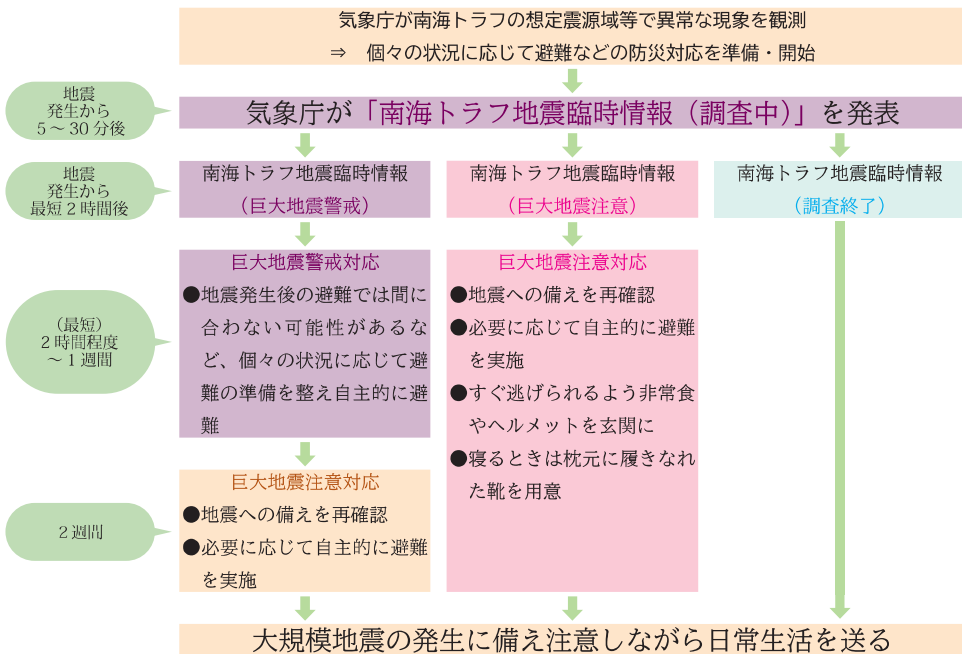 気象庁が南海トラフの想定震源域等で異常な現象を観測
⇒ 個々の状況に応じて避難などの防災対応を準備・開始
地震
発生から
5～30分後
気象庁が「南海トラフ地震臨時情報（調査中）」を発表
地震
発生から
最短2時間後
南海トラフ地震臨時情報
（巨大地震警戒）
南海トラフ地震臨時情報
（巨大地震注意）
南海トラフ地震臨時情報
（調査終了）
（最短）
2時間程度
～1週間
巨大地震警戒対応
●地震発生後の避難では間に
合わない可能性があるな
ど、個々の状況に応じて避
難の準備を整え自主的に避
難
巨大地震注意対応
●地震への備えを再確認
●必要に応じて自主的に避難
を実施
●すぐ逃げられるよう非常食
やヘルメットを玄関に
●寝るときは枕元に履きなれ
た靴を用意
2週間
巨大地震注意対応
●地震への備えを再確認
●必要に応じて自主的に避難
を実施
大規模地震の発生に備え注意しながら日常生活を送る